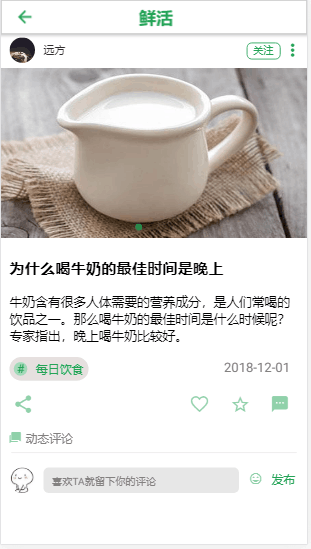 鲜活
远方
关注
为什么喝牛奶的最佳时间是晚上
牛奶含有很多人体需要的营养成分，是人们常喝的
饮品之一。那么喝牛奶的最佳时间是什么时候呢？
专家指出，晚上喝牛奶比较好。
# 每日饮食
2018-12-01
动态评论
喜欢TA就留下你的评论
发布